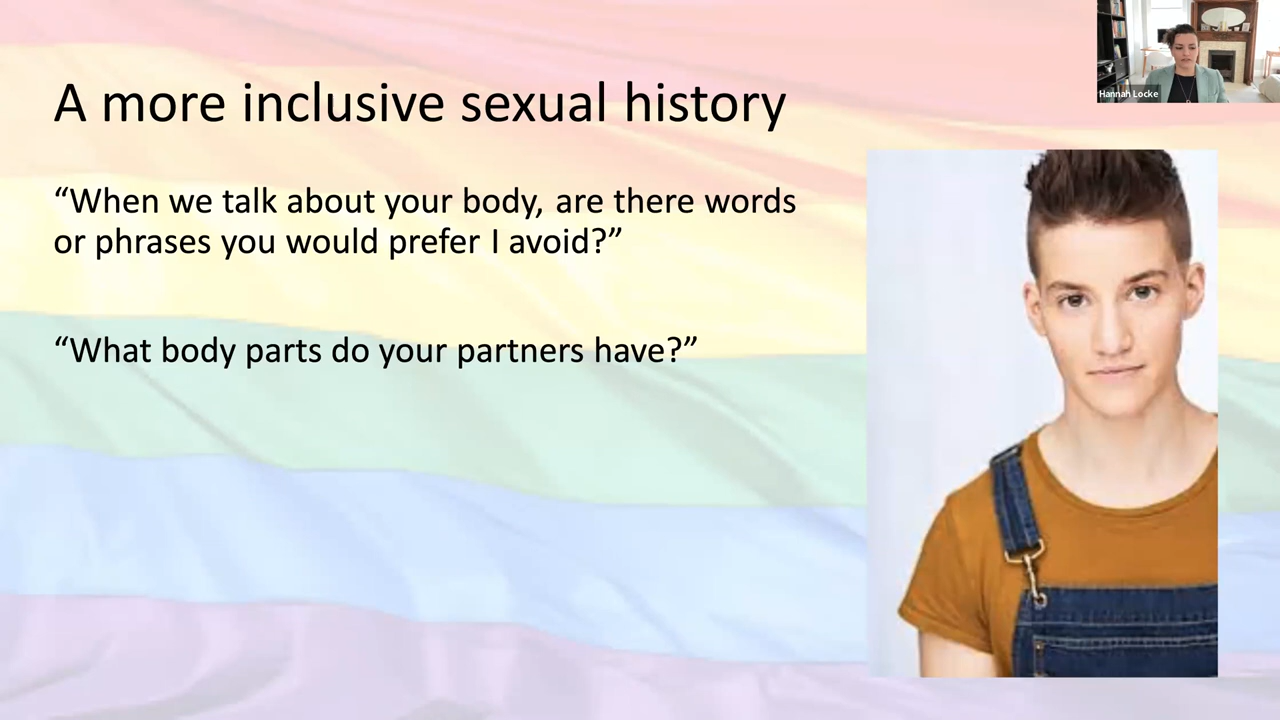 A more inclusive sexual history
“When we talk about your body, are there words
or phrases you would prefer I avoid?”
“What body parts do your partners have?”
Hannah Locke